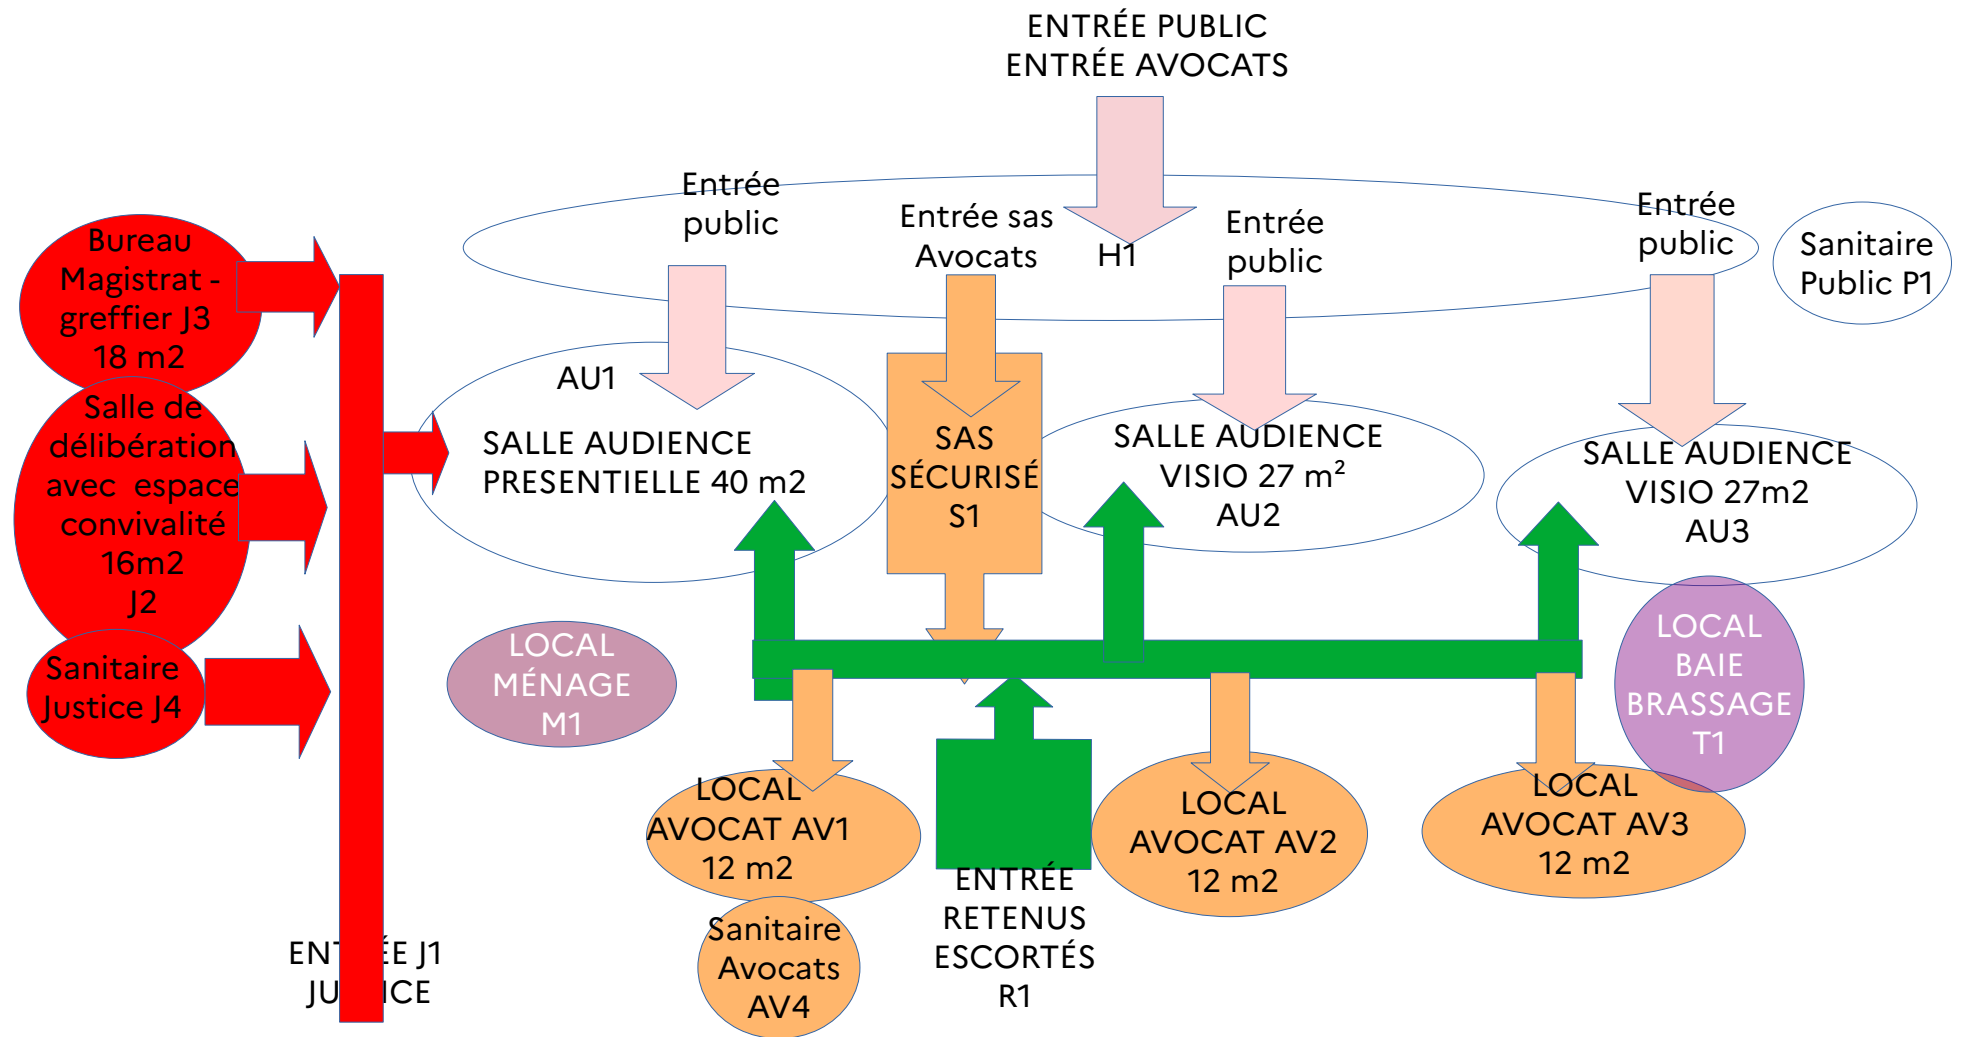 ENTRÉE PUBLIC
ENTRÉE AVOCATS
Entrée
public
Entrée sas
Avocats
H1
Entrée
public
Entrée
public
Sanitaire
Public P1
Bureau
Magistrat -
greffier J3
18 m2
Salle de
délibération
avec espace
convivalité
16m2
J2
Sanitaire
Justice J4
AU1
SALLE AUDIENCE
PRESENTIELLE 40 m2
SAS
SÉCURISÉ
S1
SALLE AUDIENCE
VISIO 27 m²
AU2
SALLE AUDIENCE
VISIO 27m2
AU3
LOCAL
MÉNAGE
M1
LOCAL
BAIE
BRASSAGE
T1
LOCAL
AVOCAT AV1
12 m2
LOCAL
AVOCAT AV2
12 m2
LOCAL
AVOCAT AV3
12 m2
ENTRÉE
RETENUS
ESCORTÉS
R1
Sanitaire
Avocats
AV4
ENTRÉE J1
JUSTICE